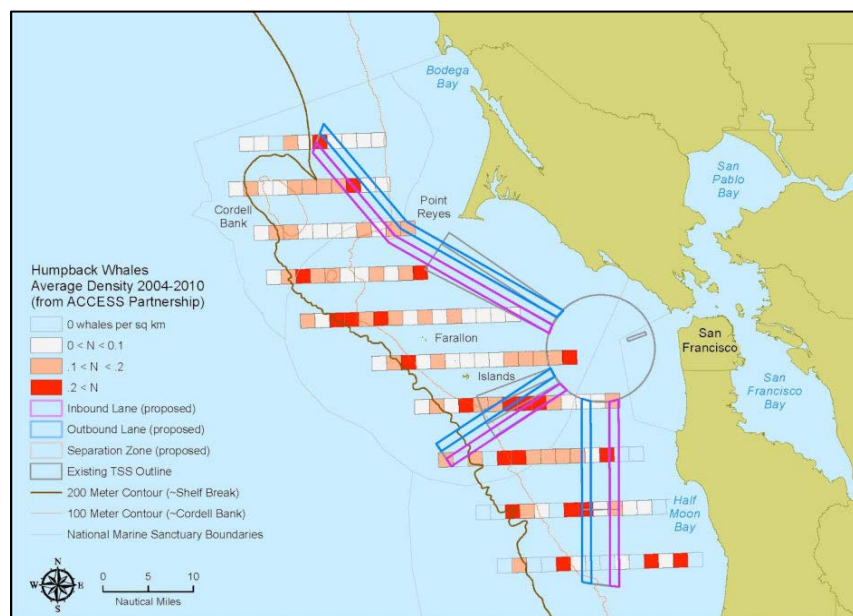 Bodega
Bay
San
Pablo
Bay
Point
Reyes
Cordell
Bank
Humpback Whales
Average Density 2004-2010
(from ACCESS Partnership)
0 whales per sq km
0 < N < 0.1
.1 < N < .2
.2 < N
Inbound Lane (proposed)
Outbound Lane (proposed)
Separation Zone (proposed)
Existing TSS Outline
200 Meter Contour (~Shelf Break)
100 Meter Contour (~Cordell Bank)
National Marine Sanctuary Boundaries
Farallon
Islands
San
Francisco
San
Francisco
Bay
Half
Moon
Bay
N
W E
S
0 5 10
Nautical Miles